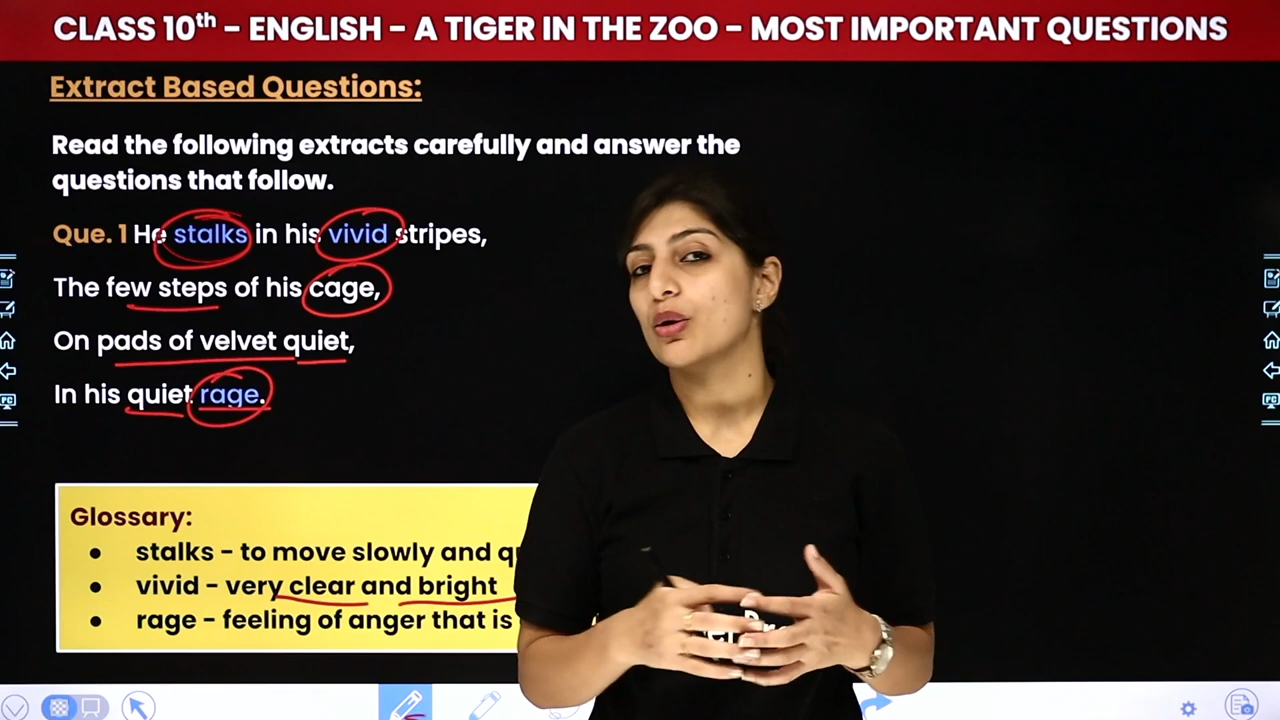 CLASS 10th - ENGLISH - A TIGER IN THE ZOO - MOST IMPORTANT QUESTIONS
Extract Based Questions:
Read the following extracts carefully and answer the
questions that follow.
Que. 1 He stalks in his vivid stripes,
The few steps of his cage,
On pads of velvet quiet,
In his quiet rage.
Glossary:
• stalks - to move slowly and
• vivid - very clear and bright
• rage - feeling of anger that is